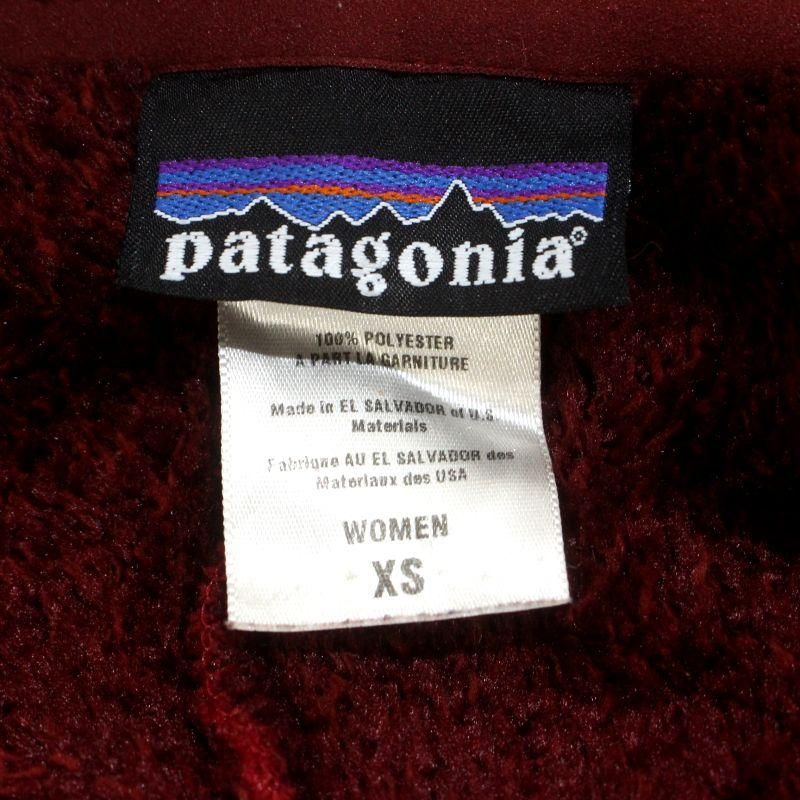 patagonia®
100% POLYESTER
A PART LA GARNITURE
Made in EL SALVADOR of U.S.
Materials
Fabrique AU EL SALVADOR des
Materiaux des USA
WOMEN
XS